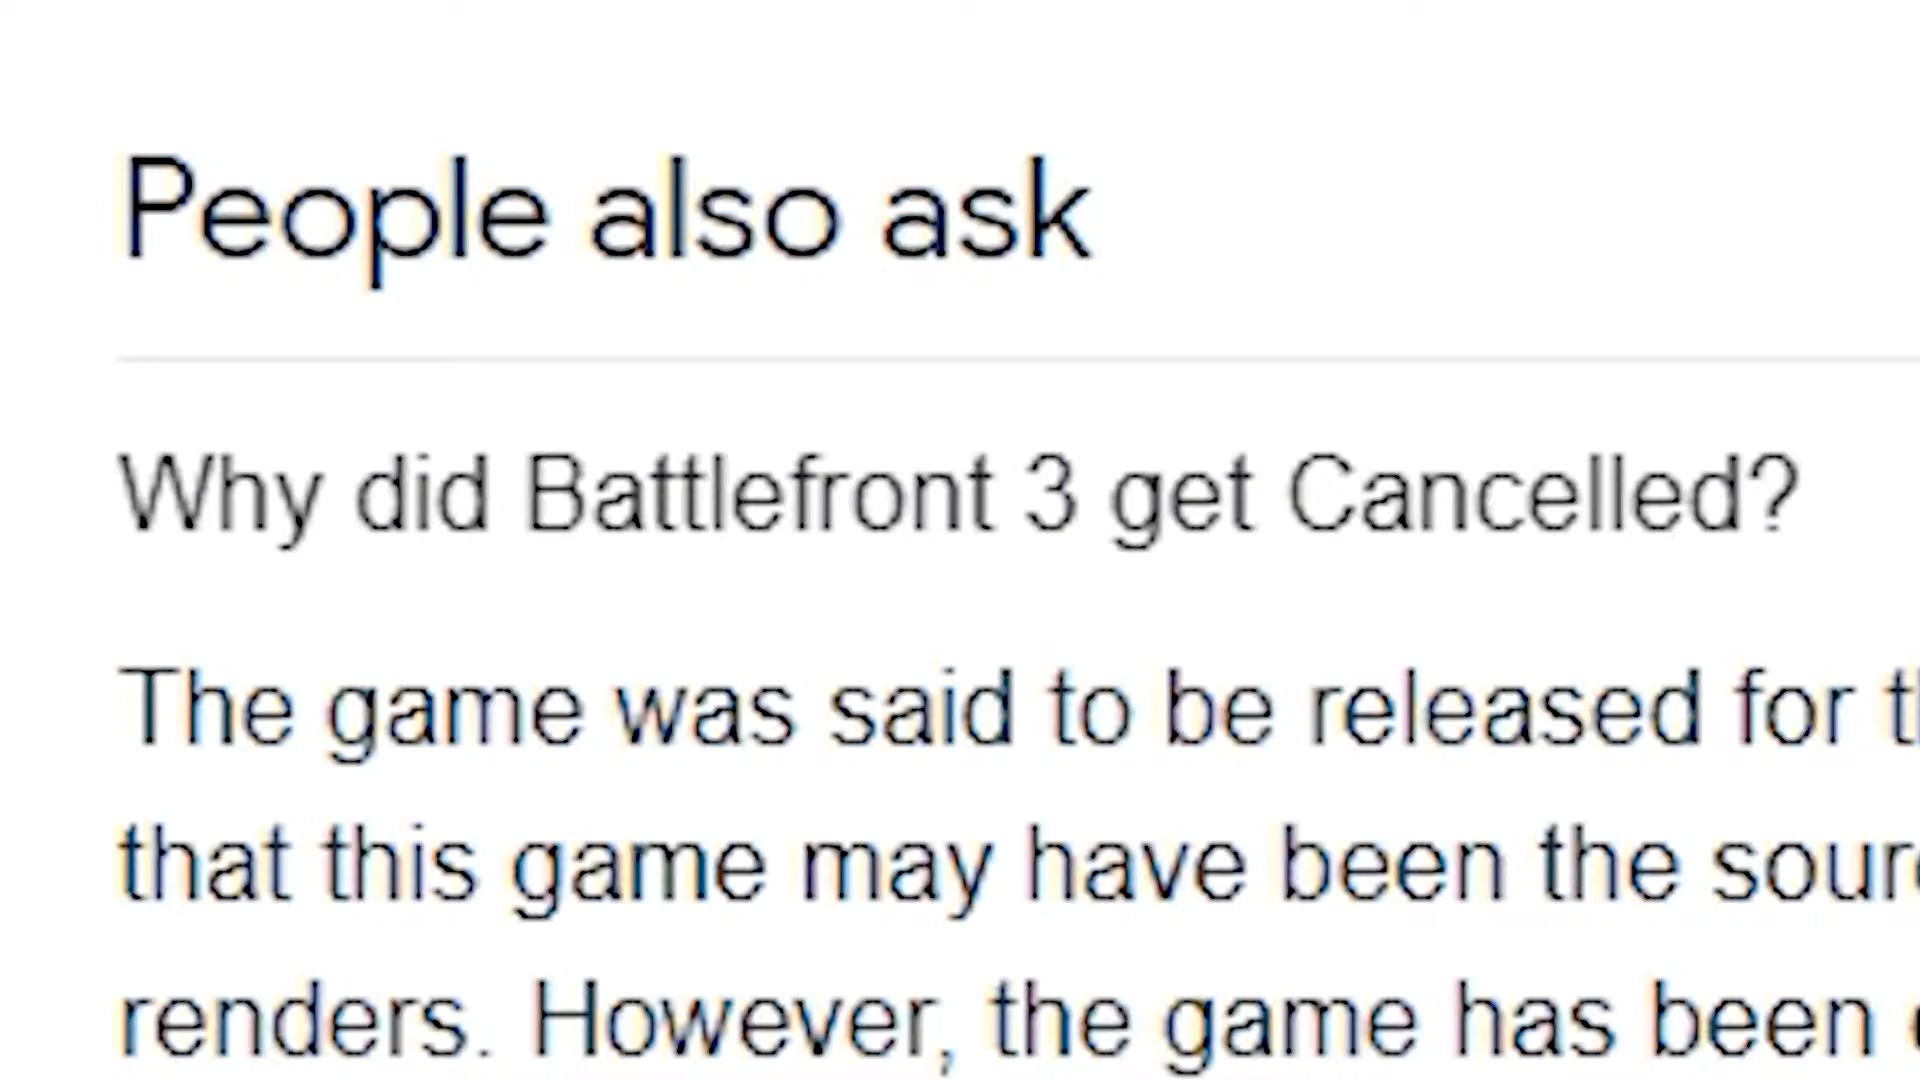 People also ask
Why did Battlefront 3 get Cancelled?
The game was said to be released for
that this game may have been the
renders. However, the game has been